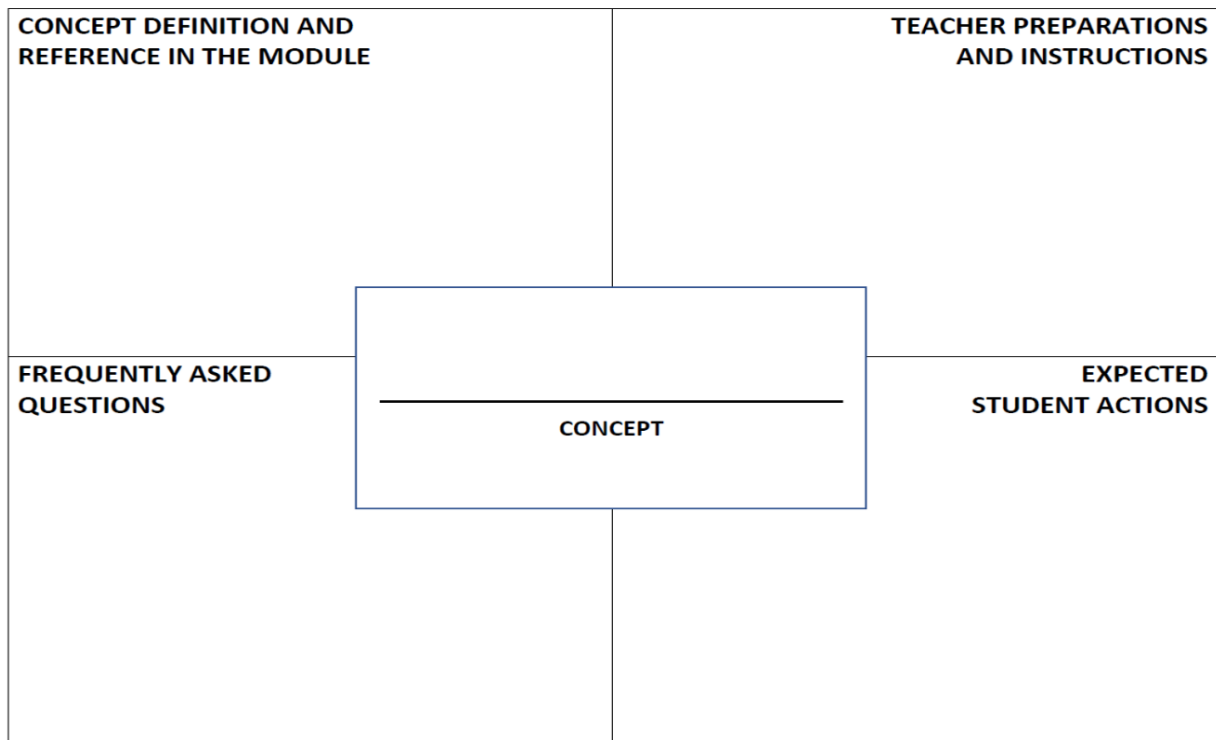 CONCEPT DEFINITION AND
REFERENCE IN THE MODULE
TEACHER PREPARATIONS
AND INSTRUCTIONS
FREQUENTLY ASKED
QUESTIONS
CONCEPT
EXPECTED
STUDENT ACTIONS